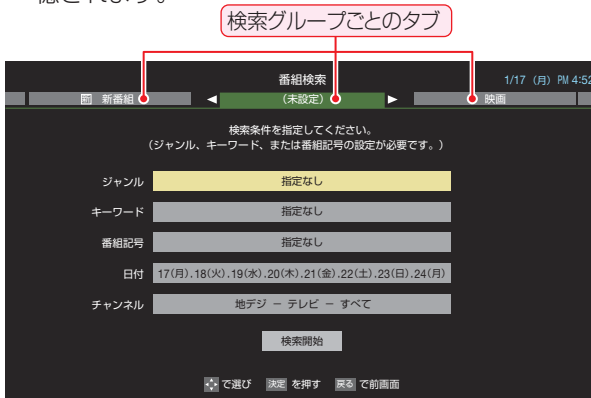 憶されます。
検索グループごとのタブ
番組検索
1/17 (月) PM 4:52
新 新番組
◀ (未設定) ▶
映画
検索条件を指定してください。
(ジャンル、キーワード、または番組記号の設定が必要です。)
ジャンル 指定なし
キーワード 指定なし
番組記号 指定なし
日付 17(月).18(火).19(水).20(木).21(金).22(土).23(日).24(月)
チャンネル 地デジ － テレビ － すべて
検索開始
で選び 決定 を押す 戻る で前画面